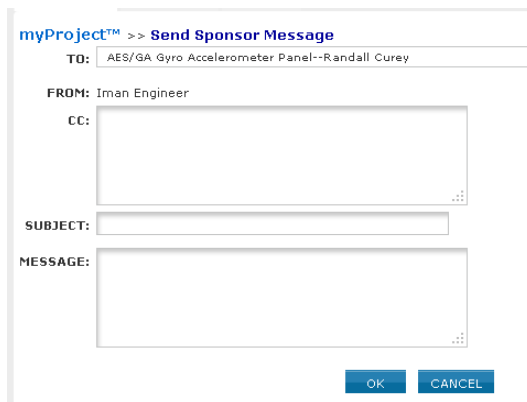 myProject™ >> Send Sponsor Message
TO: AES/GA Gyro Accelerometer Panel--Randall Curey
FROM: Iman Engineer
CC:
SUBJECT:
MESSAGE:
OK CANCEL